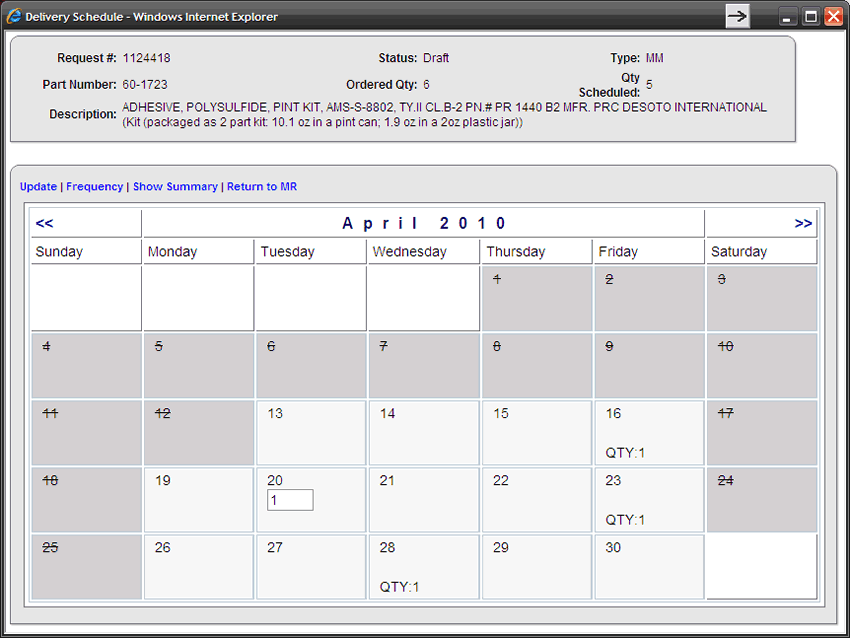 Delivery Schedule - Windows Internet Explorer
Request #: 1124418 Status: Draft Type: MM
Part Number: 60-1723 Ordered Qty: 6 Qty Scheduled: 5
Description: ADHESIVE, POLYSULFIDE, PINT KIT, AMS-S-8802, TY.II CL.B-2 PN.# PR 1440 B2 MFR. PRC DESOTO INTERNATIONAL
(Kit (packaged as 2 part kit: 10.1 oz in a pint can; 1.9 oz in a 2oz plastic jar))
Update | Frequency | Show Summary | Return to MR
<< April 2010 >>
Sunday Monday Tuesday Wednesday Thursday Friday Saturday
1 2 3
4 5 6 7 8 9 10
11 12 13 14 15 16 17
QTY:1
18 19 20 21 22 23 24
1
QTY:1
25 26 27 28 29 30
QTY:1